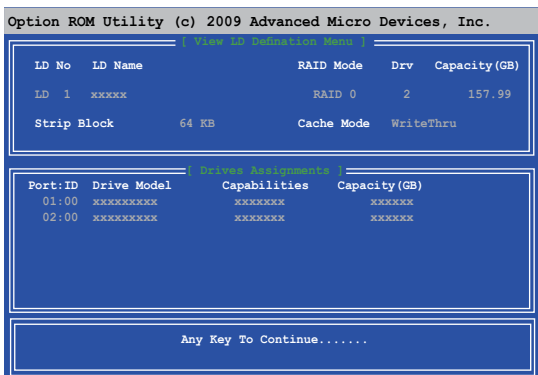 Option ROM Utility (c) 2009 Advanced Micro Devices, Inc.
[ View LD Defination Menu ]
LD No LD Name RAID Mode Drv Capacity(GB)
LD 1 xxxxx RAID 0 2 157.99
Strip Block 64 KB Cache Mode WriteThru
[ Drives Assignments ]
Port:ID Drive Model Capabilities Capacity(GB)
01:00 xxxxxxxxx xxxxxxx xxxxxx
02:00 xxxxxxxxx xxxxxxx xxxxxx
Any Key To Continue.......